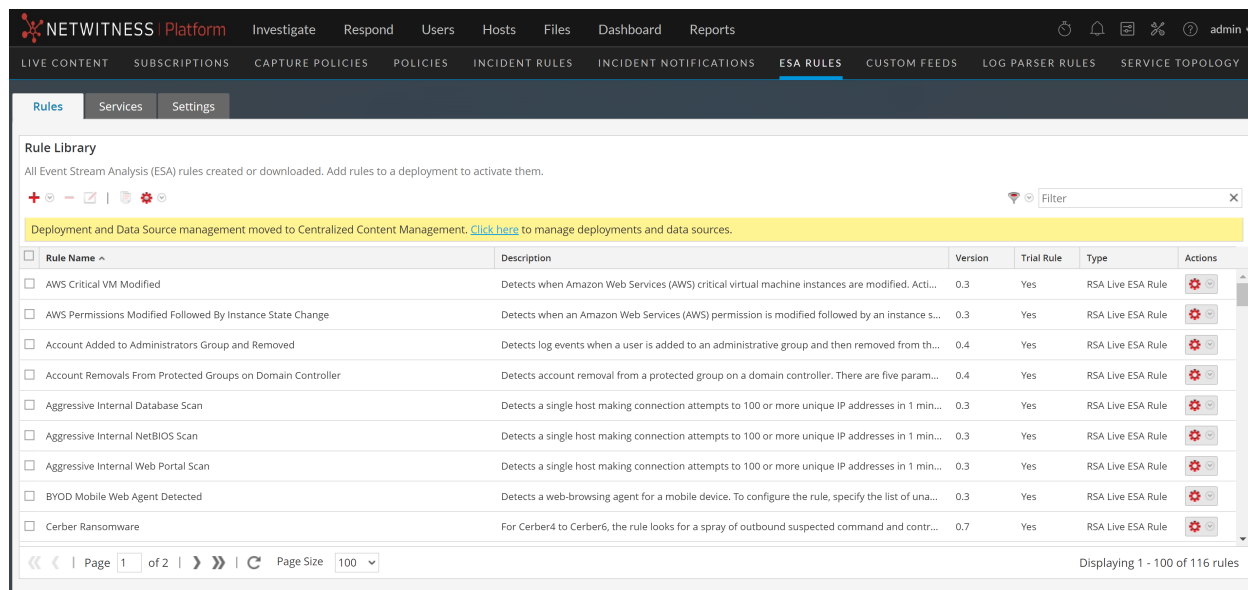 NETWITNESS Platform Investigate Respond Users Hosts Files Dashboard Reports admin
LIVE CONTENT SUBSCRIPTIONS CAPTURE POLICIES POLICIES INCIDENT RULES INCIDENT NOTIFICATIONS ESA RULES CUSTOM FEEDS LOG PARSER RULES SERVICE TOPOLOGY
Rules Services Settings
Rule Library
All Event Stream Analysis (ESA) rules created or downloaded. Add rules to a deployment to activate them.
Filter
Deployment and Data Source management moved to Centralized Content Management. Click here to manage deployments and data sources.
Rule Name Description Version Trial Rule Type Actions
AWS Critical VM Modified Detects when Amazon Web Services (AWS) critical virtual machine instances are modified. Acti... 0.3 Yes RSA Live ESA Rule
AWS Permissions Modified Followed By Instance State Change Detects when an Amazon Web Services (AWS) permission is modified followed by an instance s... 0.3 Yes RSA Live ESA Rule
Account Added to Administrators Group and Removed Detects log events when a user is added to an administrative group and then removed from th... 0.4 Yes RSA Live ESA Rule
Account Removals From Protected Groups on Domain Controller Detects account removal from a protected group on a domain controller. There are five param... 0.4 Yes RSA Live ESA Rule
Aggressive Internal Database Scan Detects a single host making connection attempts to 100 or more unique IP addresses in 1 min... 0.3 Yes RSA Live ESA Rule
Aggressive Internal NetBIOS Scan Detects a single host making connection attempts to 100 or more unique IP addresses in 1 min... 0.3 Yes RSA Live ESA Rule
Aggressive Internal Web Portal Scan Detects a single host making connection attempts to 100 or more unique IP addresses in 1 min... 0.3 Yes RSA Live ESA Rule
BYOD Mobile Web Agent Detected Detects a web-browsing agent for a mobile device. To configure the rule, specify the list of una... 0.3 Yes RSA Live ESA Rule
Cerber Ransomware For Cerber4 to Cerber6, the rule looks for a spray of outbound suspected command and contr... 0.7 Yes RSA Live ESA Rule
Page 1 of 2 Page Size 100 Displaying 1 - 100 of 116 rules